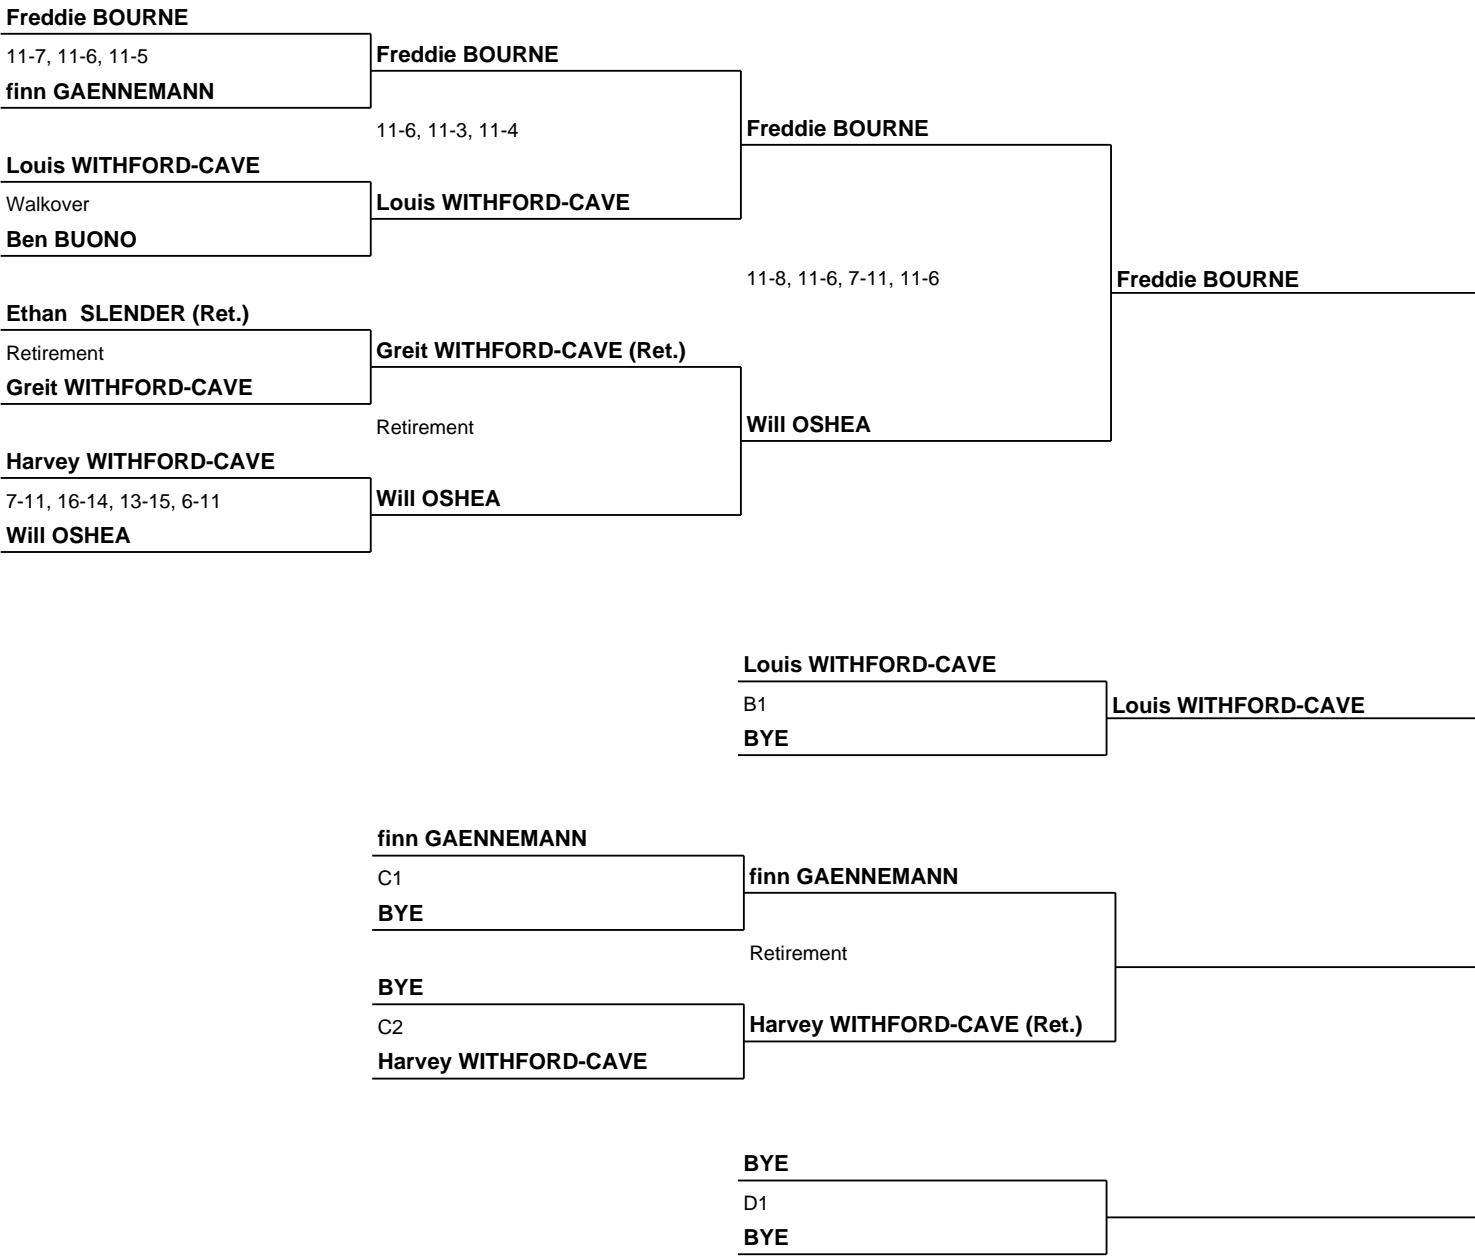 Freddie BOURNE
11-7, 11-6, 11-5
finn GAENNEMANN
Louis WITHFORD-CAVE
Walkover
Ben BUONO
Ethan  SLENDER (Ret.)
Retirement
Greit WITHFORD-CAVE
Harvey WITHFORD-CAVE
7-11, 16-14, 13-15, 6-11
Will OSHEA
Freddie BOURNE
11-6, 11-3, 11-4
Louis WITHFORD-CAVE
Greit WITHFORD-CAVE (Ret.)
Retirement
Will OSHEA
Freddie BOURNE
11-8, 11-6, 7-11, 11-6
Will OSHEA
Freddie BOURNE
Louis WITHFORD-CAVE
B1
BYE
Louis WITHFORD-CAVE
finn GAENNEMANN
C1
BYE
BYE
C2
Harvey WITHFORD-CAVE
finn GAENNEMANN
Retirement
Harvey WITHFORD-CAVE (Ret.)
BYE
D1
BYE